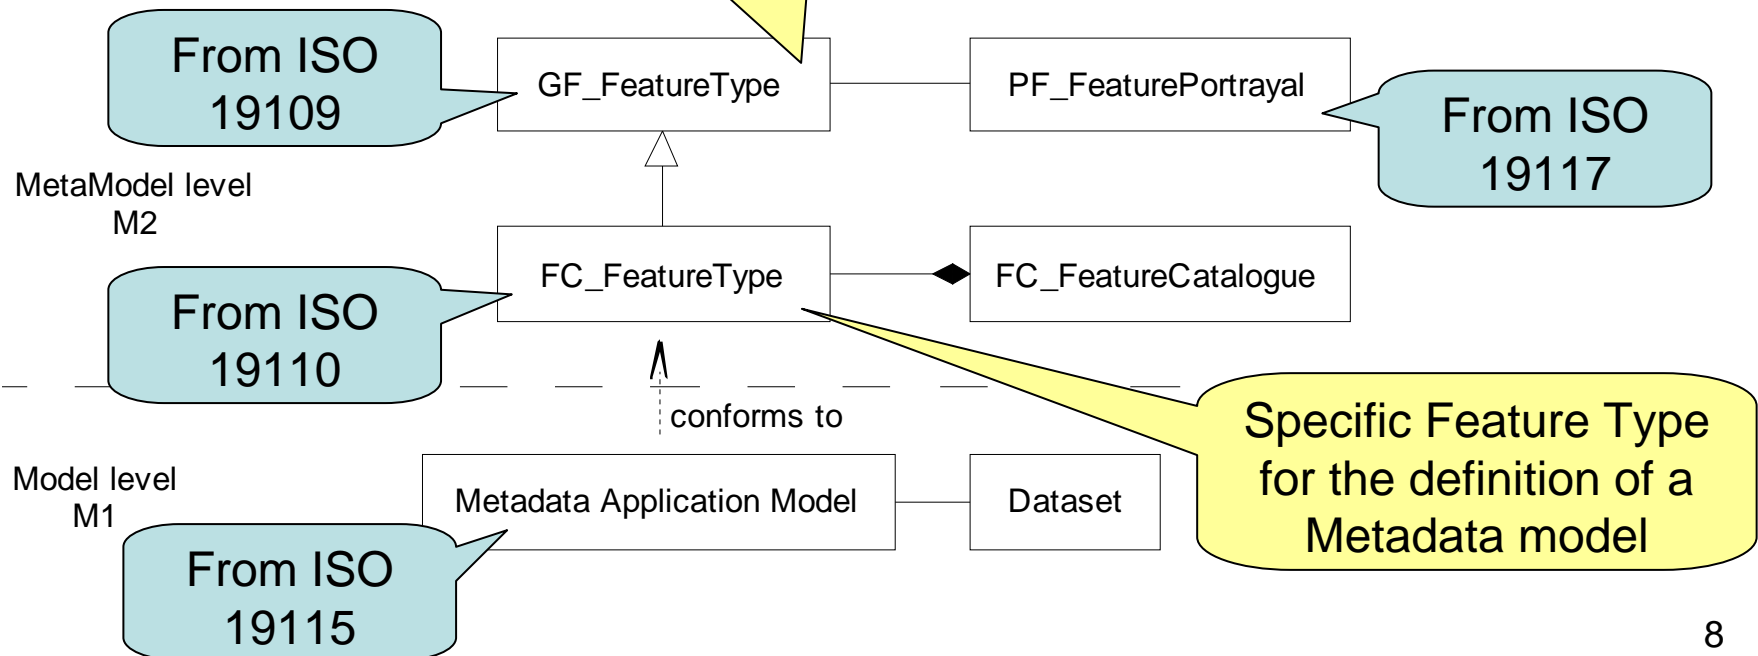 From ISO
19109
GF_FeatureType
PF_FeaturePortrayal
From ISO
19117
MetaModel level
M2
FC_FeatureType
FC_FeatureCatalogue
From ISO
19110
conforms to
Specific Feature Type
for the definition of a
Metadata model
Model level
M1
Metadata Application Model
Dataset
From ISO
19115
8